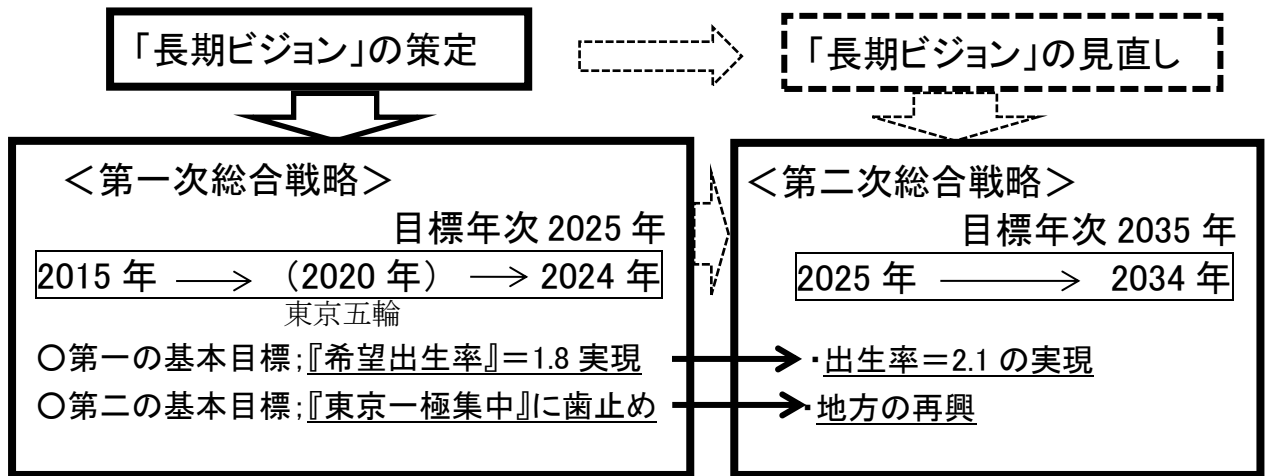 「長期ビジョン」の策定
「長期ビジョン」の見直し
＜第一次総合戦略＞
目標年次 2025 年
2015 年 → （2020 年） → 2024 年
東京五輪
〇第一の基本目標；『希望出生率』＝1.8 実現
〇第二の基本目標；『東京一極集中』に歯止め
＜第二次総合戦略＞
目標年次 2035 年
2025 年 → 2034 年
・出生率＝2.1 の実現
・地方の再興